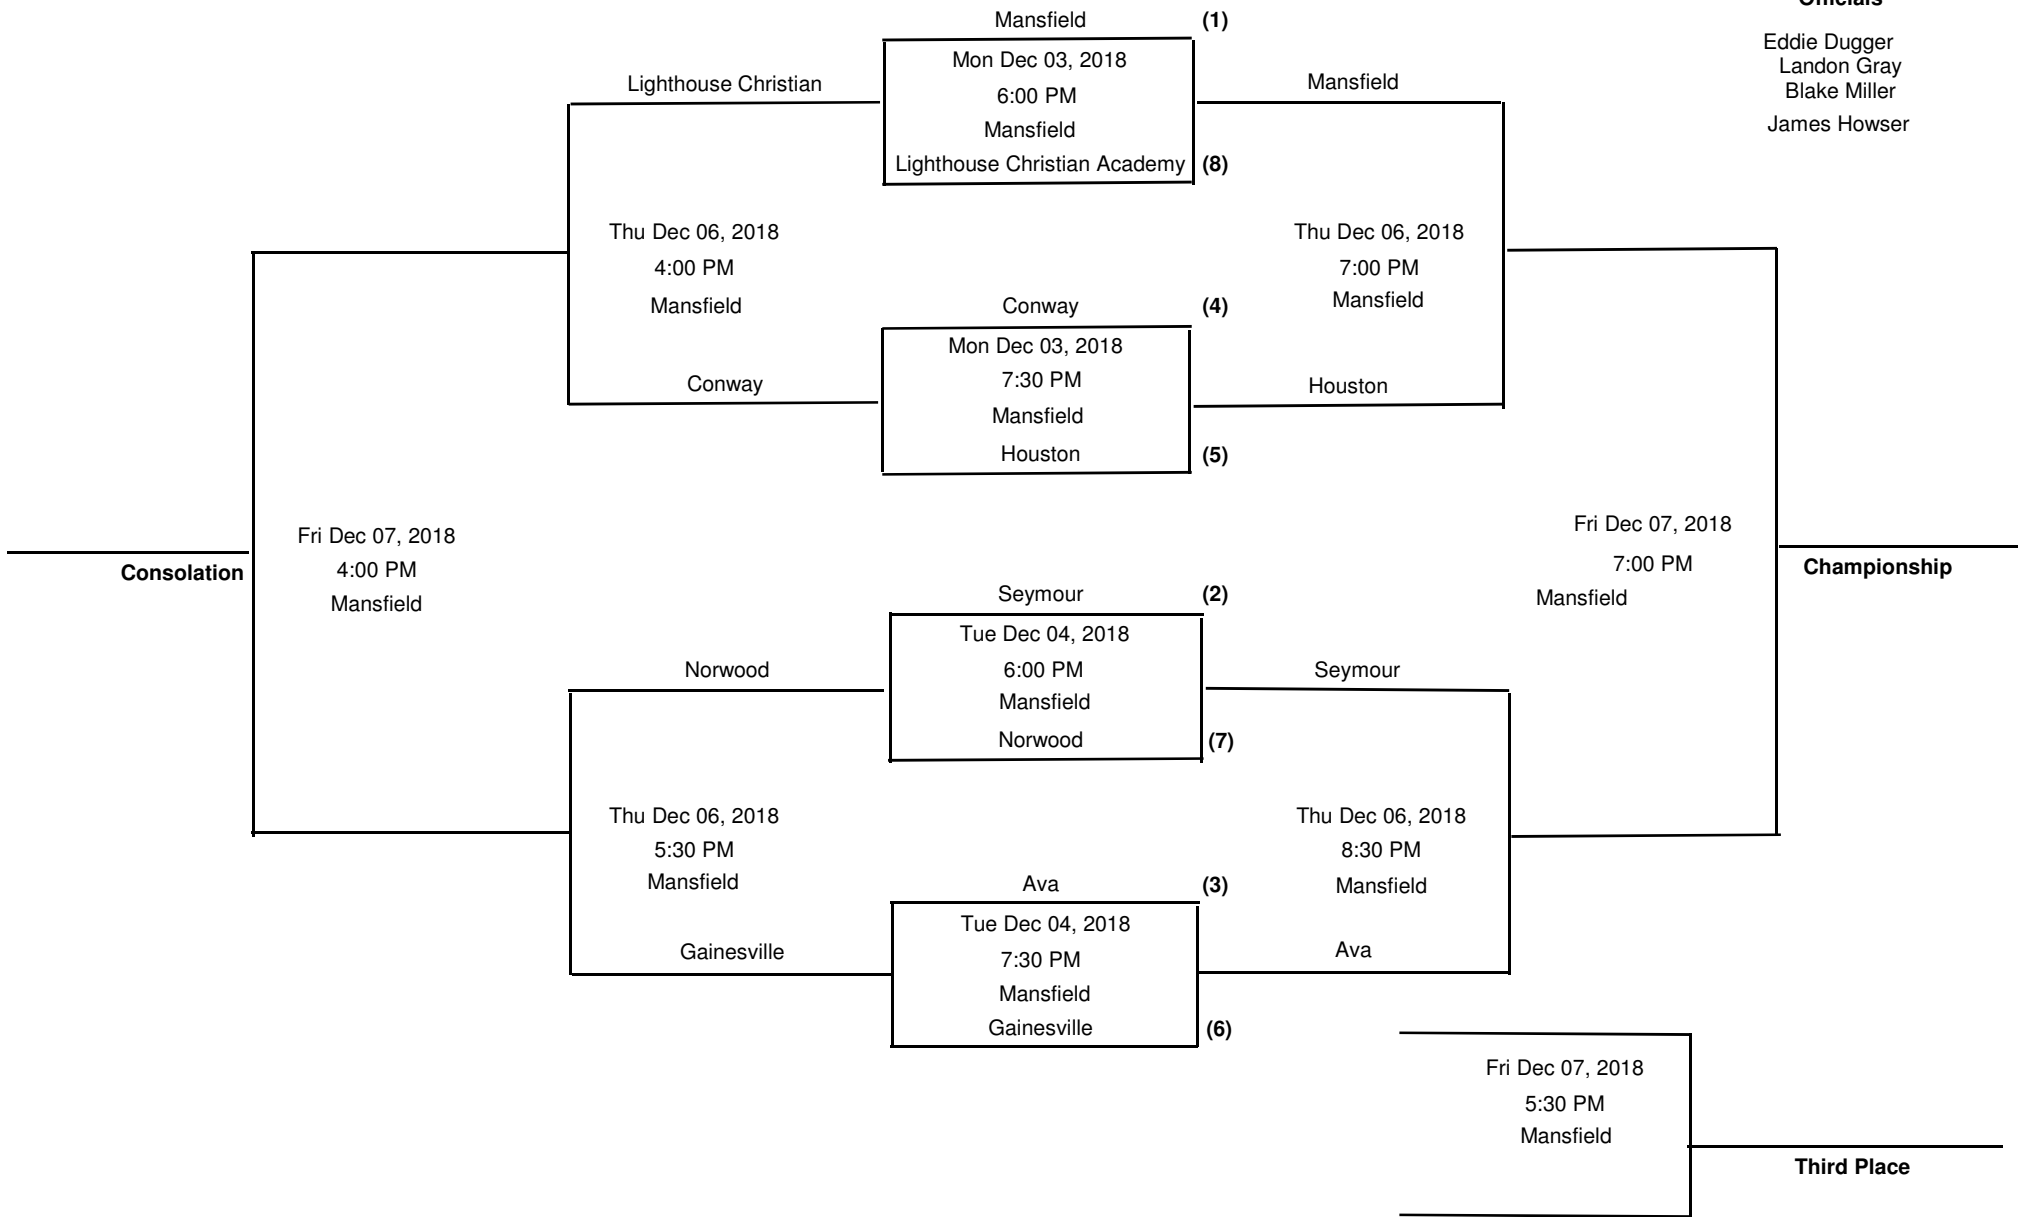 Officials
Eddie Dugger
Landon Gray
Blake Miller
James Howser
Mansfield (1)
Mon Dec 03, 2018
6:00 PM
Mansfield
Lighthouse Christian Academy (8)
Lighthouse Christian
Mansfield
Thu Dec 06, 2018
4:00 PM
Mansfield
Thu Dec 06, 2018
7:00 PM
Mansfield
Conway (4)
Mon Dec 03, 2018
7:30 PM
Mansfield
Houston (5)
Conway
Houston
Fri Dec 07, 2018
4:00 PM
Mansfield
Consolation
Fri Dec 07, 2018
7:00 PM
Mansfield
Championship
Seymour (2)
Tue Dec 04, 2018
6:00 PM
Mansfield
Norwood (7)
Norwood
Seymour
Thu Dec 06, 2018
5:30 PM
Mansfield
Thu Dec 06, 2018
8:30 PM
Mansfield
Ava (3)
Tue Dec 04, 2018
7:30 PM
Mansfield
Gainesville (6)
Gainesville
Ava
Fri Dec 07, 2018
5:30 PM
Mansfield
Third Place